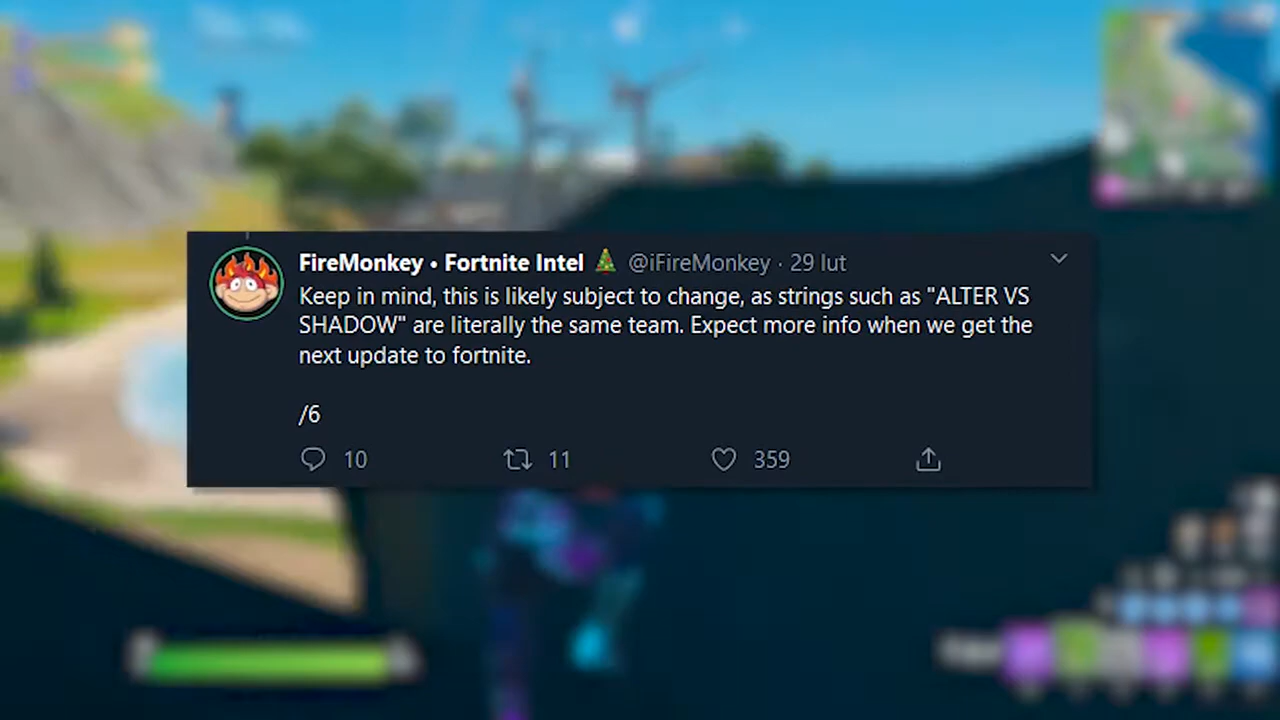 FireMonkey • Fortnite Intel 🎄 @iFireMonkey · 29 lut
Keep in mind, this is likely subject to change, as strings such as "ALTER VS
SHADOW" are literally the same team. Expect more info when we get the
next update to fortnite.
/6
10 11 359